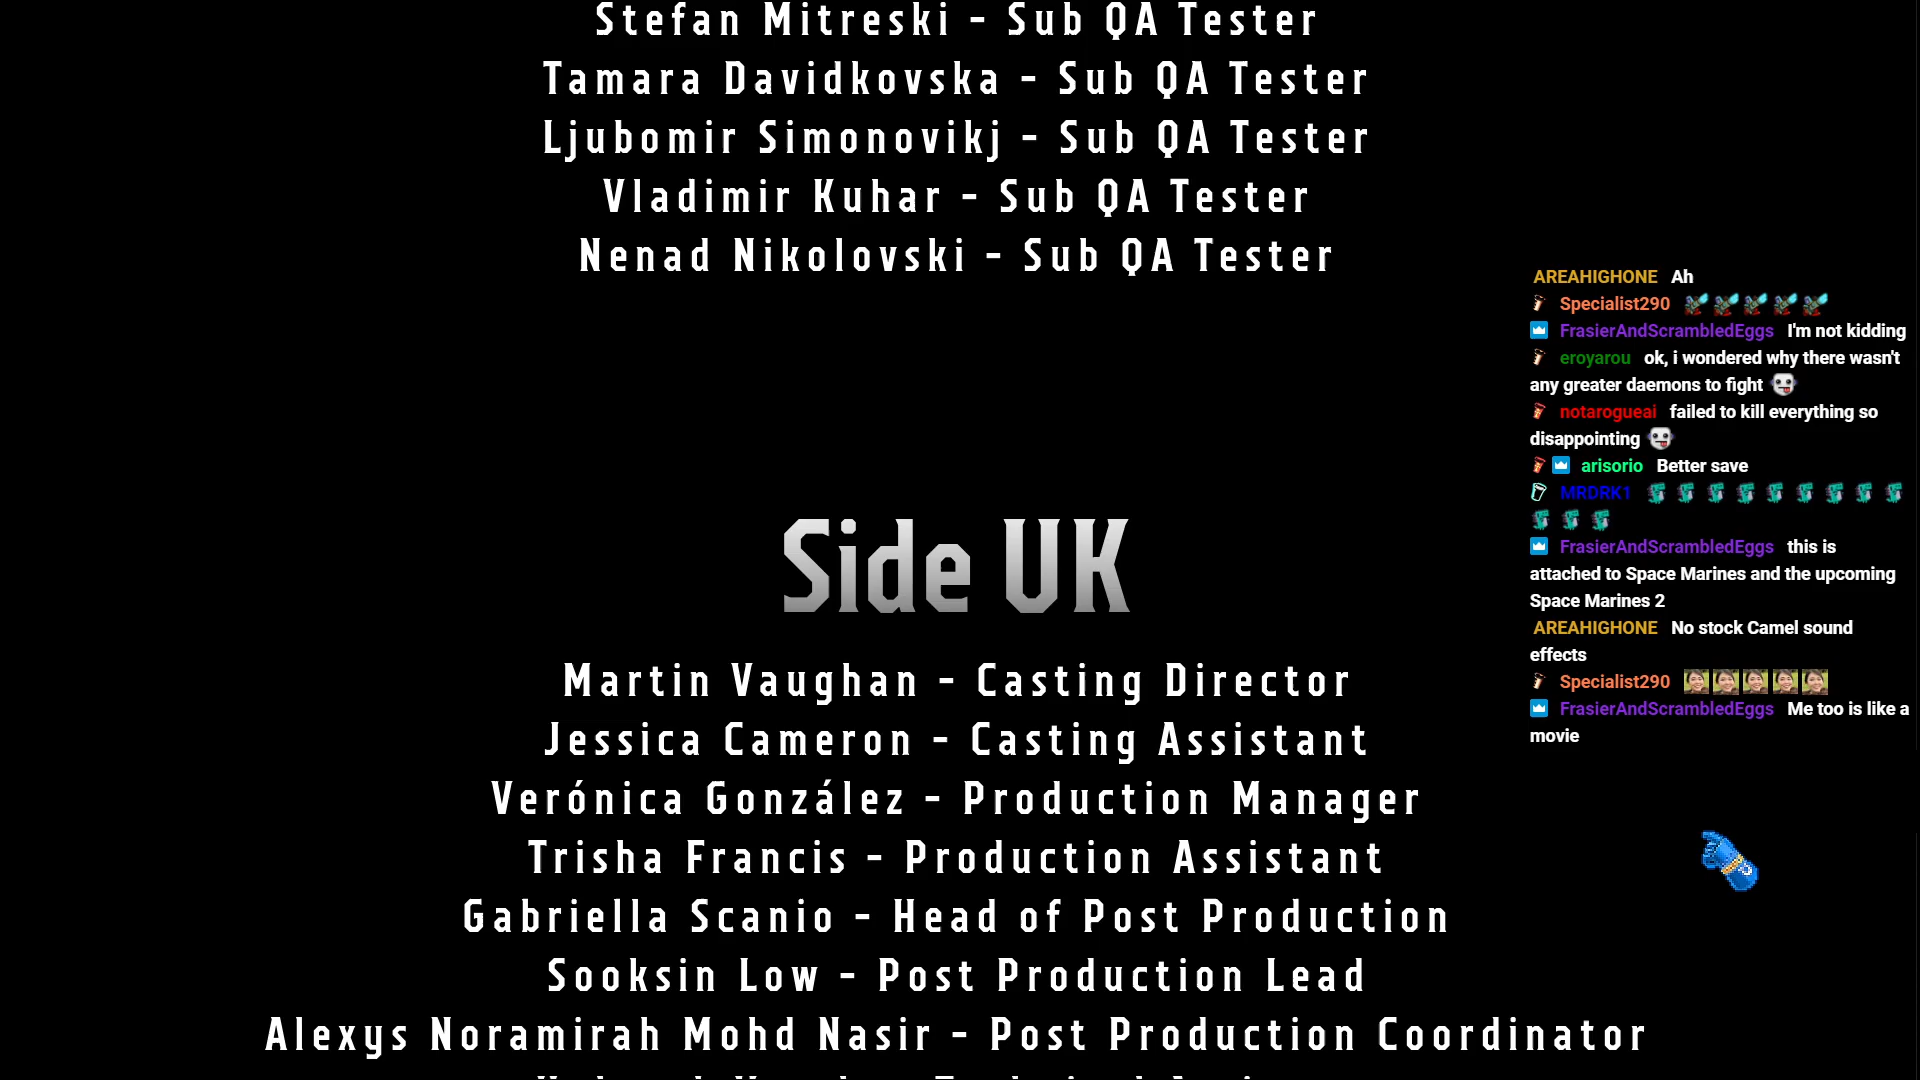 Stefan Mitreski - Sub QA Tester
Tamara Davidkovska - Sub QA Tester
Ljubomir Simonovikj - Sub QA Tester
Vladimir Kuhar - Sub QA Tester
Nenad Nikolovski - Sub QA Tester
Side UK
Martin Vaughan - Casting Director
Jessica Cameron - Casting Assistant
Verónica González - Production Manager
Trisha Francis - Production Assistant
Gabriella Scanio - Head of Post Production
Sooksin Low - Post Production Lead
Alexys Noramirah Mohd Nasir - Post Production Coordinator
AREAHIGHONE Ah
Specialist290
FrasierAndScrambledEggs I'm not kidding
eroyarou ok, i wondered why there wasn't
any greater daemons to fight
notarogueai failed to kill everything so
disappointing
arisorio Better save
MRDRK1
FrasierAndScrambledEggs this is
attached to Space Marines and the upcoming
Space Marines 2
AREAHIGHONE No stock Camel sound
effects
Specialist290
FrasierAndScrambledEggs Me too is like a
movie